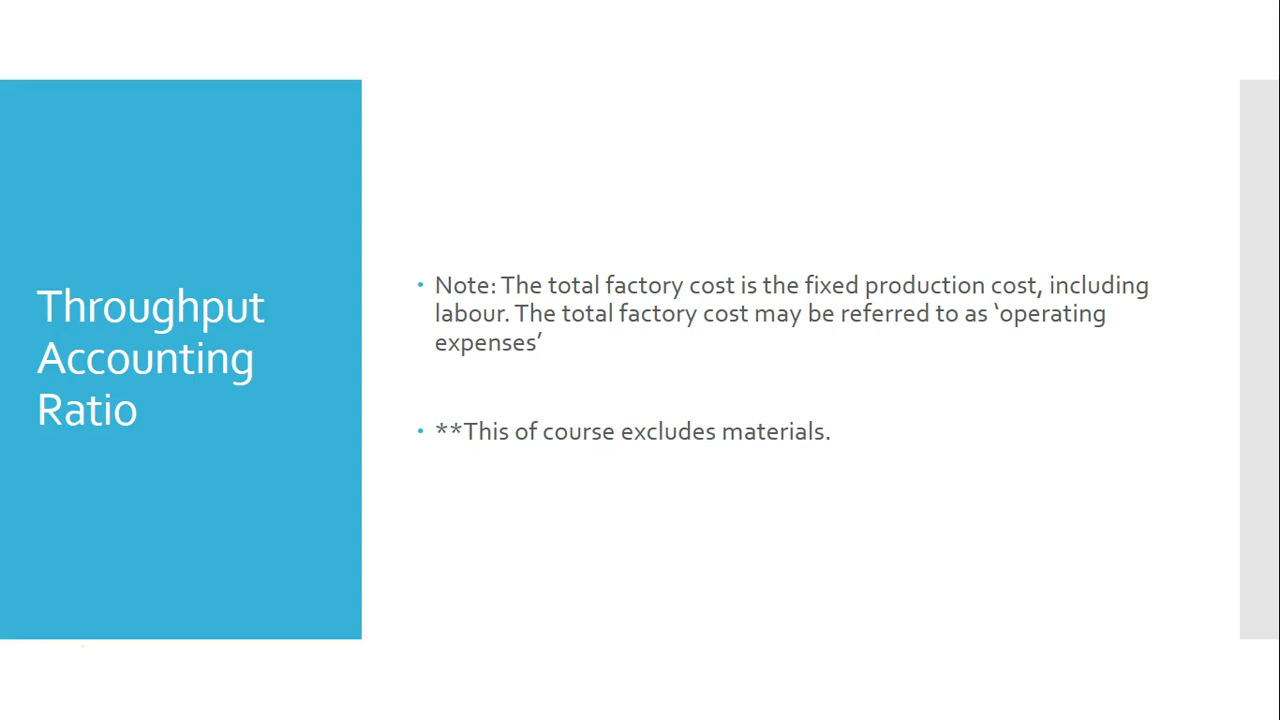 Throughput
Accounting
Ratio
• Note: The total factory cost is the fixed production cost, including
labour. The total factory cost may be referred to as ‘operating
expenses’
• **This of course excludes materials.